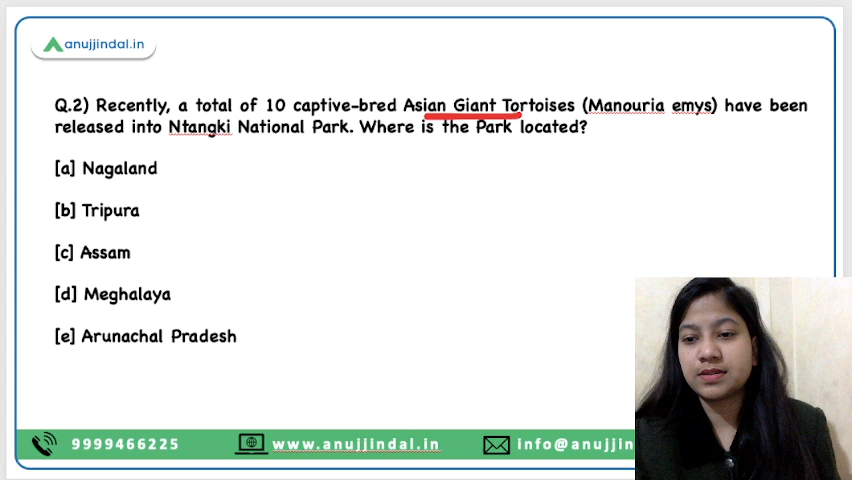 anujjindal.in
Q.2) Recently, a total of 10 captive-bred Asian Giant Tortoises (Manouria emys) have been
released into Ntangki National Park. Where is the Park located?
[a] Nagaland
[b] Tripura
[c] Assam
[d] Meghalaya
[e] Arunachal Pradesh
9999466225 www.anujjindal.in info@anujjin